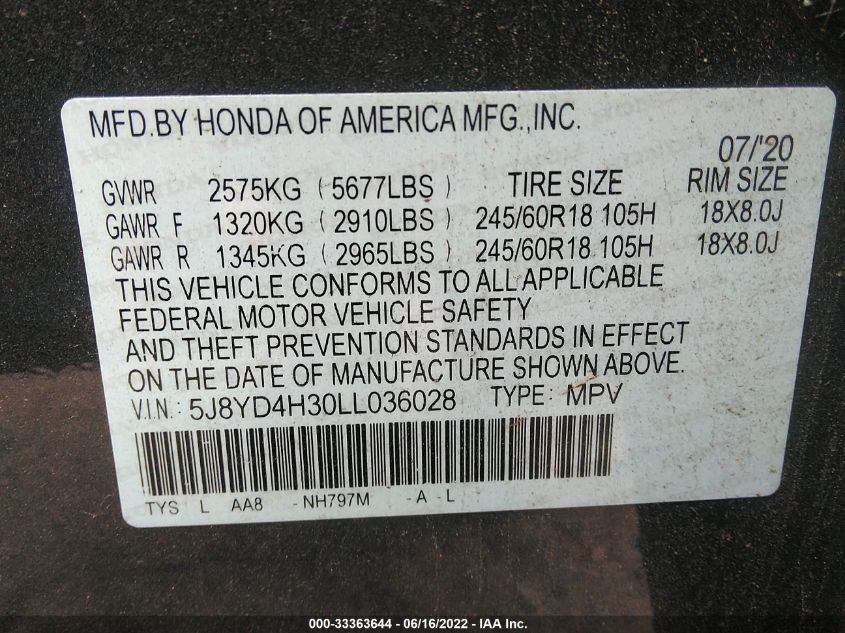 MFD.BY HONDA OF AMERICA MFG.,INC.
07/'20
GVWR 2575KG (5677LBS) TIRE SIZE RIM SIZE
GAWR F 1320KG (2910LBS) 245/60R18 105H 18X8.0J
GAWR R 1345KG (2965LBS) 245/60R18 105H 18X8.0J
THIS VEHICLE CONFORMS TO ALL APPLICABLE
FEDERAL MOTOR VEHICLE SAFETY
AND THEFT PREVENTION STANDARDS IN EFFECT
ON THE DATE OF MANUFACTURE SHOWN ABOVE.
V.I.N: 5J8YD4H30LL036028 TYPE: MPV
TYS L AA8 - NH797M - A - L
000-33363644 - 06/16/2022 - IAA Inc.